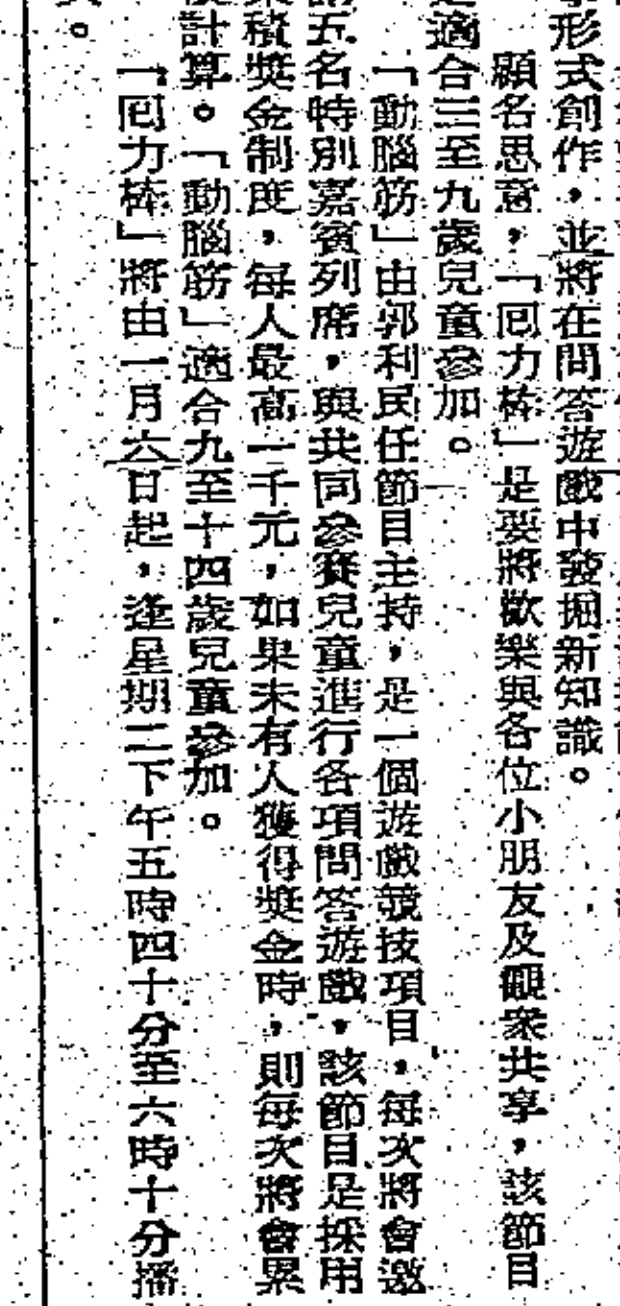 形式創作，並將在問答遊戲中發掘新知識。
顧名思意，「囘力棒」是要將歡樂與各位小朋友及觀衆共享，該節目
適合三至九歲兒童參加。
「動腦筋」由郭利民任節目主持，是一個遊戲競技項目，每次將會邀
請五名特別嘉賓列席，與共同參賽兒童進行各項問答遊戲，該節目是採用
積獎金制度，每人最高一千元，如果未有人獲得獎金時，則每次將會累
計算。「動腦筋」適合九至十四歲兒童參加。
「囘力棒」將由一月六日起，逢星期二下午五時四十分至六時十分播
。